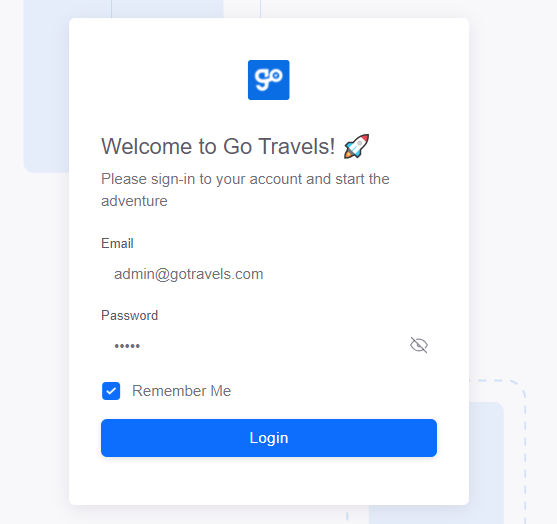 go
Welcome to Go Travels! 🚀
Please sign-in to your account and start the
adventure
Email
admin@gotravels.com
Password
•••••
Remember Me
Login